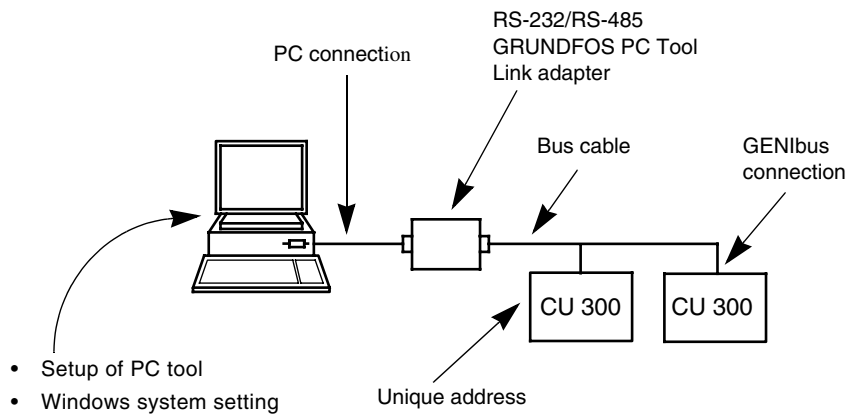 RS-232/RS-485
GRUNDFOS PC Tool
Link adapter
PC connection
Bus cable
GENIbus
connection
CU 300
CU 300
Unique address
• Setup of PC tool
• Windows system setting